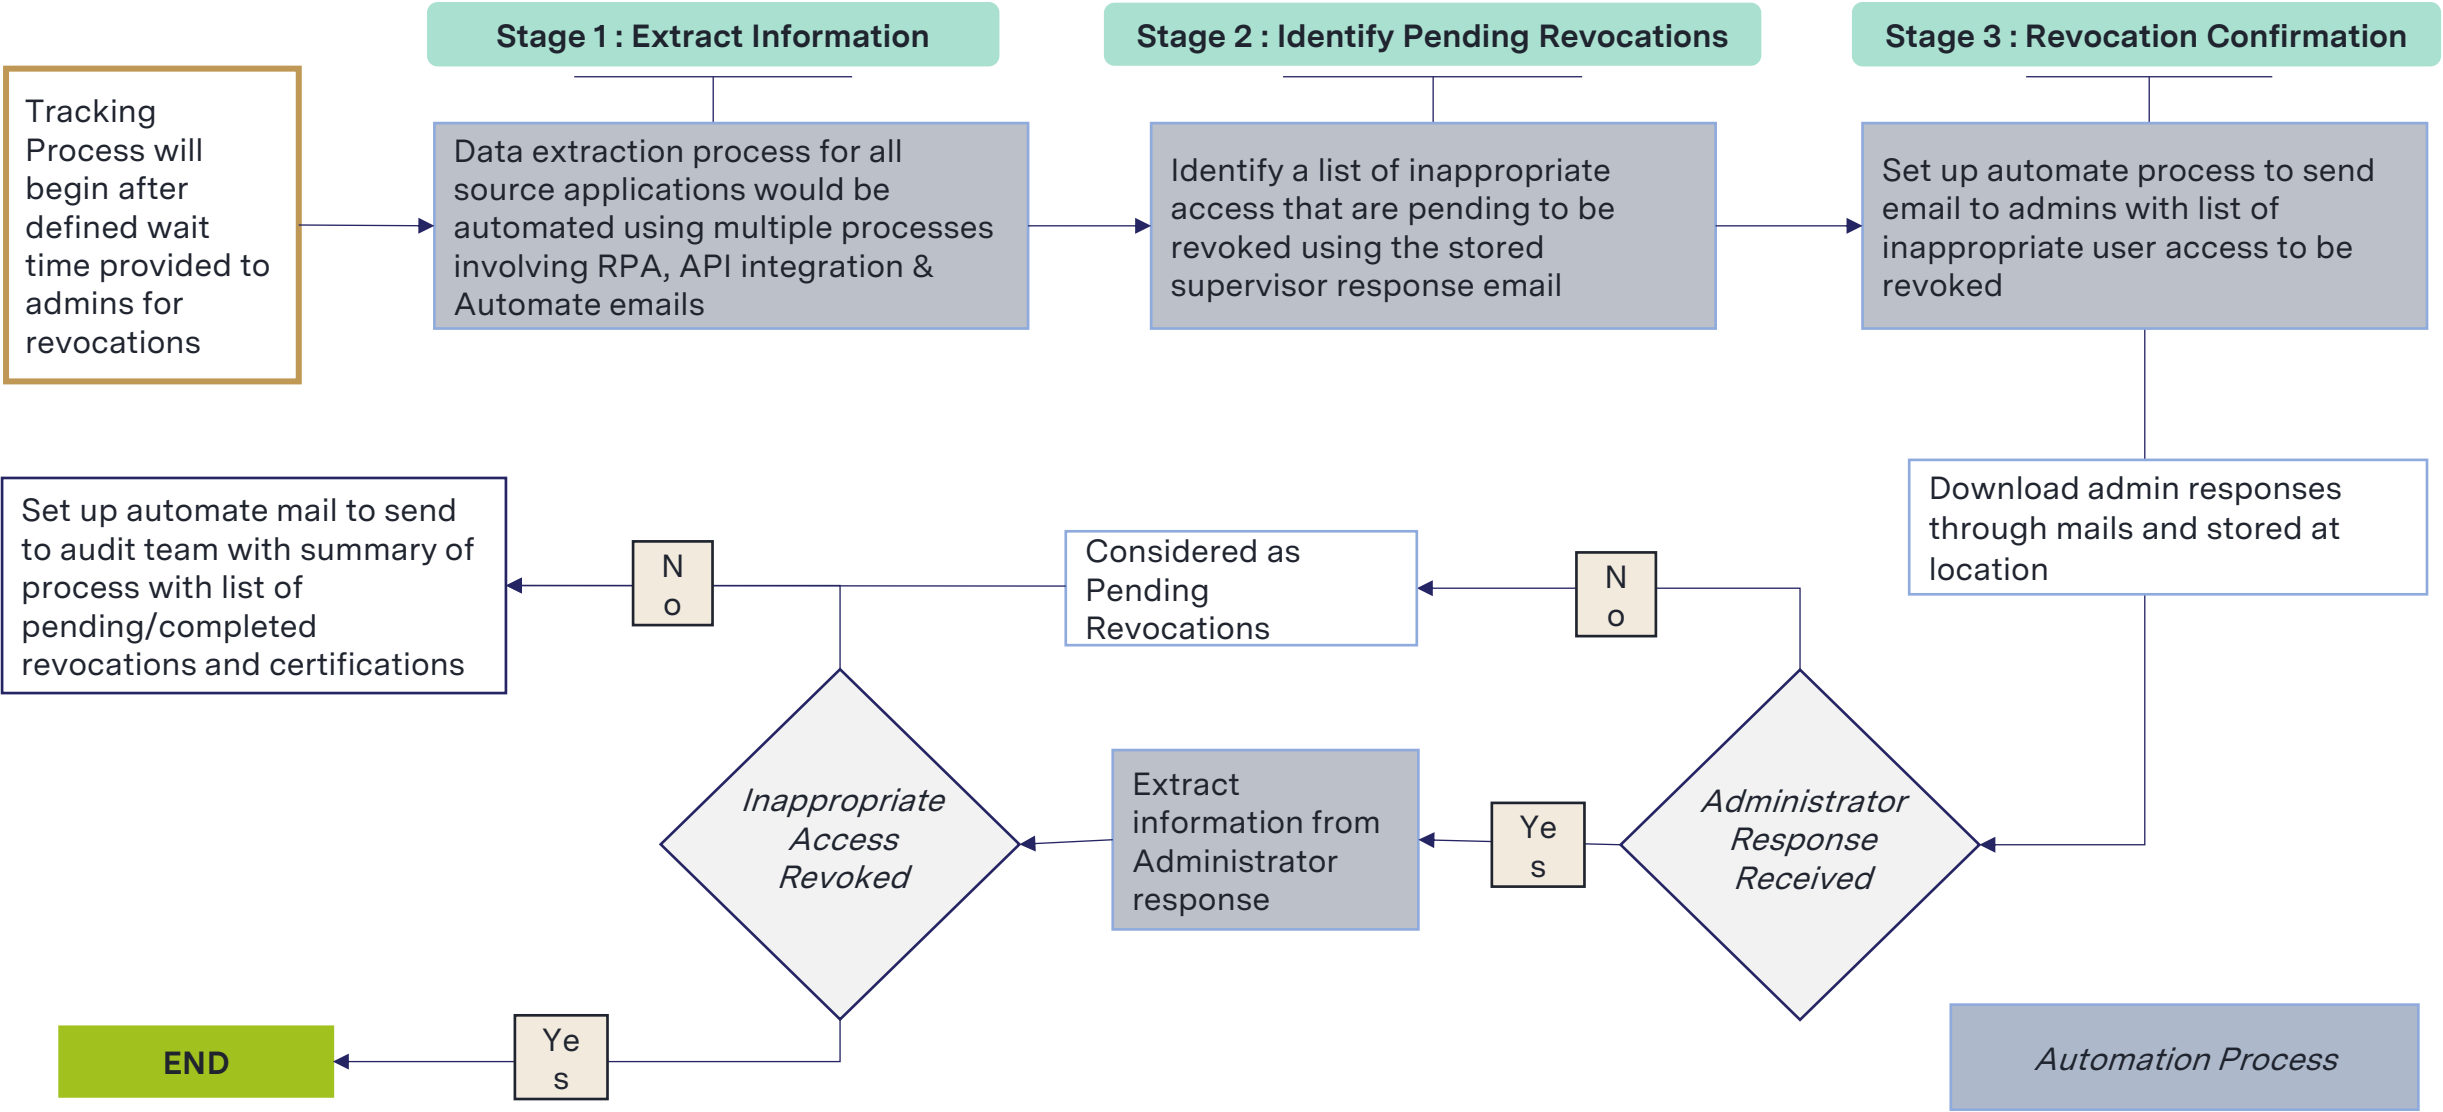 Stage 1 : Extract Information
Stage 2 : Identify Pending Revocations
Stage 3 : Revocation Confirmation
Tracking
Process will
begin after
defined wait
time provided to
admins for
revocations
Data extraction process for all
source applications would be
automated using multiple processes
involving RPA, API integration &
Automate emails
Identify a list of inappropriate
access that are pending to be
revoked using the stored
supervisor response email
Set up automate process to send
email to admins with list of
inappropriate user access to be
revoked
Set up automate mail to send
to audit team with summary of
process with list of
pending/completed
revocations and certifications
N
o
Considered as
Pending
Revocations
N
o
Download admin responses
through mails and stored at
location
Inappropriate
Access
Revoked
Extract
information from
Administrator
response
Ye
s
Administrator
Response
Received
END
Ye
s
Automation Process